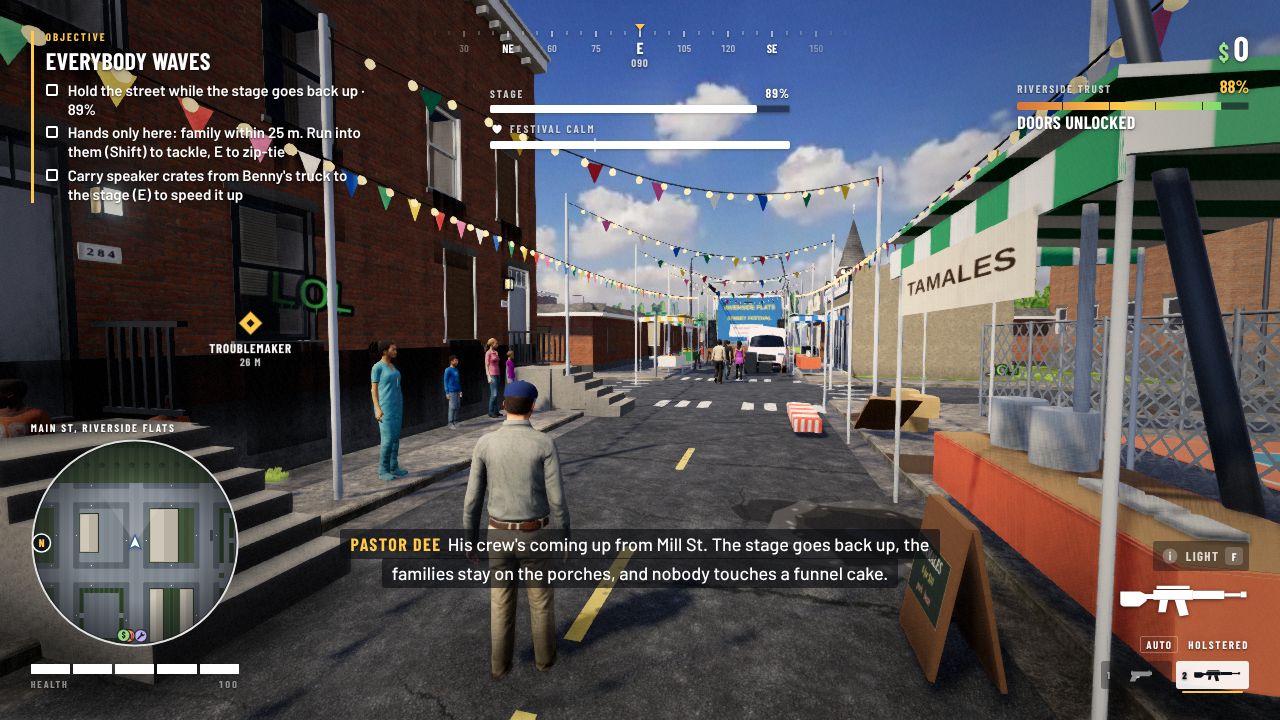 OBJECTIVE
EVERYBODY WAVES
Hold the street while the stage goes back up ·
89%
Hands only here: family within 25 m. Run into
them (Shift) to tackle, E to zip-tie
Carry speaker crates from Benny's truck to
the stage (E) to speed it up
30 NE 60 75 E 105 120 SE 150
090
STAGE 89%
FESTIVAL CALM
$ 0
RIVERSIDE TRUST 88%
DOORS UNLOCKED
284
LOL
TROUBLEMAKER
26 M
RIVERSIDE FLATS
STREET FESTIVAL
TAMALES
MAIN ST, RIVERSIDE FLATS
N
$
HEALTH 100
PASTOR DEE His crew's coming up from Mill St. The stage goes back up, the
families stay on the porches, and nobody touches a funnel cake.
LIGHT F
AUTO HOLSTERED
1 2